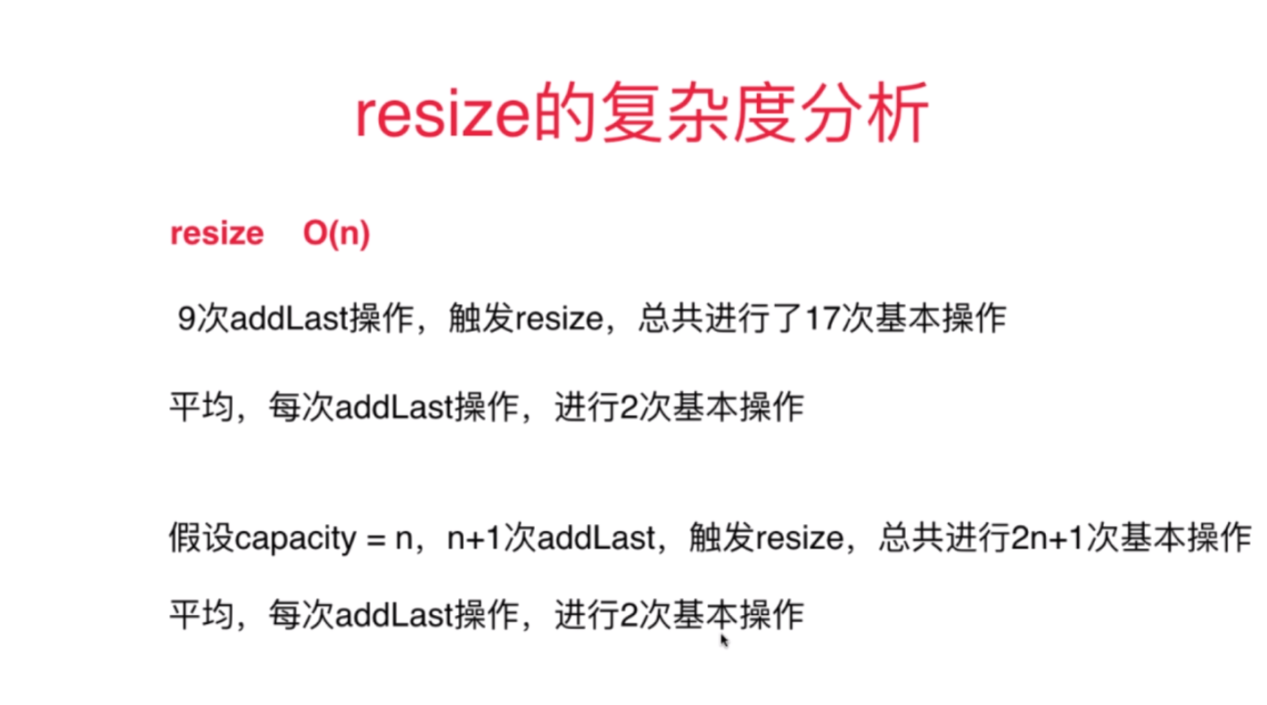 resize的复杂度分析
resize O(n)
9次addLast操作，触发resize，总共进行了17次基本操作
平均，每次addLast操作，进行2次基本操作
假设capacity = n，n+1次addLast，触发resize，总共进行2n+1次基本操作
平均，每次addLast操作，进行2次基本操作